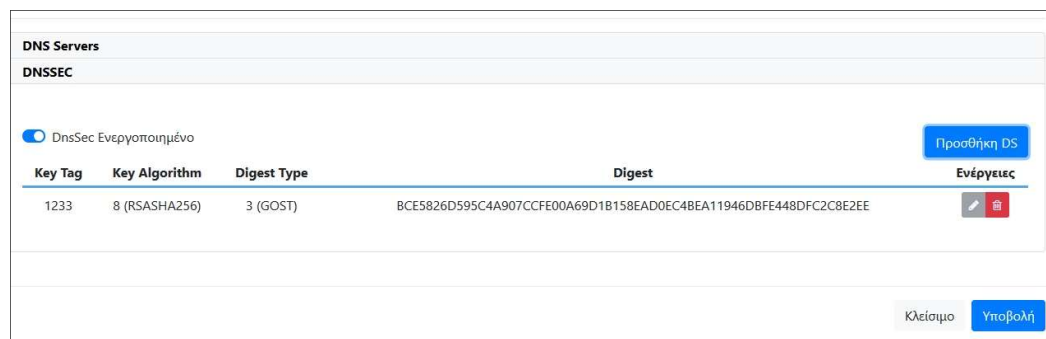 DNS Servers
DNSSEC
DnsSec Ενεργοποιημένο
Προσθήκη DS
Key Tag Key Algorithm Digest Type Digest Ενέργειες
1233 8 (RSASHA256) 3 (GOST) BCE5826D595C4A907CCFE00A69D1B158EAD0EC4BEA11946DBFE448DFC2C8E2EE
Κλείσιμο Υποβολή